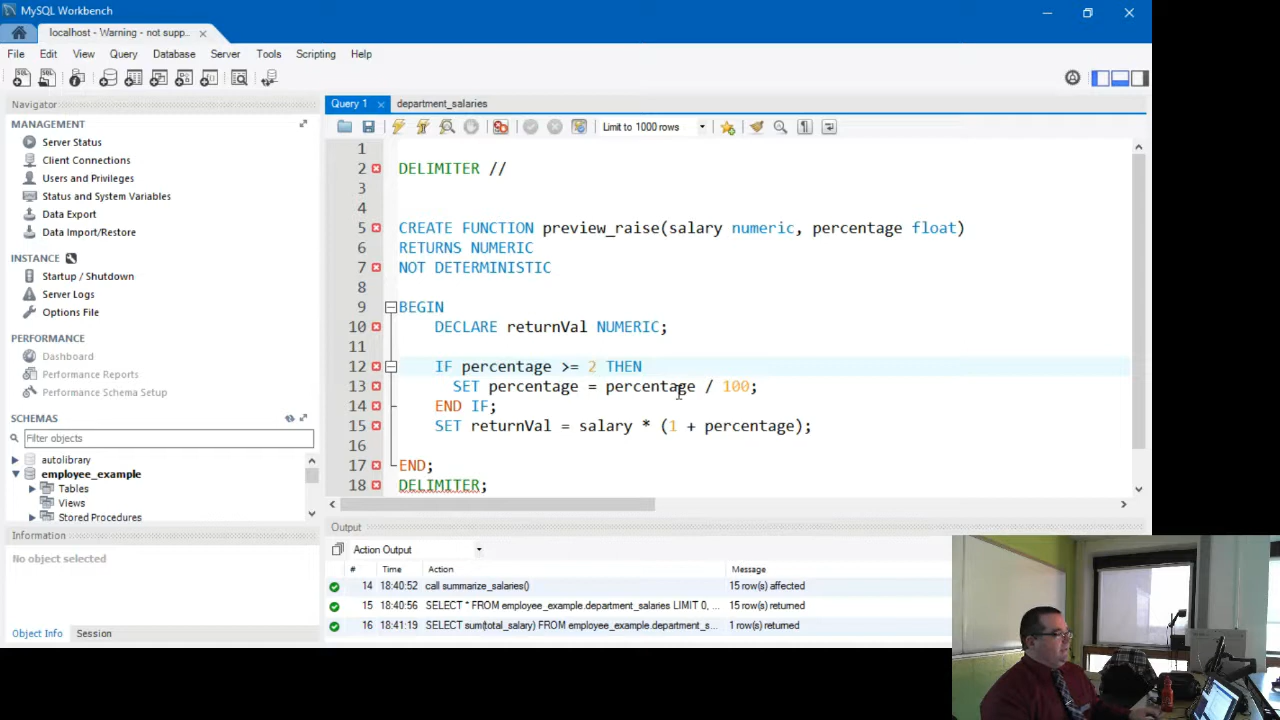 MySQL Workbench
localhost - Warning - not supp..
File Edit View Query Database Server Tools Scripting Help
Navigator
MANAGEMENT
Server Status
Client Connections
Users and Privileges
Status and System Variables
Data Export
Data Import/Restore
INSTANCE
Startup / Shutdown
Server Logs
Options File
PERFORMANCE
Dashboard
Performance Reports
Performance Schema Setup
SCHEMAS
Filter objects
autolibrary
employee_example
Tables
Views
Stored Procedures
Information
No object selected
Object Info Session
Query 1 department_salaries
Limit to 1000 rows
1
2 DELIMITER //
3
4
5 CREATE FUNCTION preview_raise(salary numeric, percentage float)
6 RETURNS NUMERIC
7 NOT DETERMINISTIC
8
9 BEGIN
10 DECLARE returnVal NUMERIC;
11
12 IF percentage >= 2 THEN
13 SET percentage = percentage / 100;
14 END IF;
15 SET returnVal = salary * (1 + percentage);
16
17 END;
18 DELIMITER;
Output
Action Output
# Time Action Message
14 18:40:52 call summarize_salaries() 15 row(s) affected
15 18:40:56 SELECT * FROM employee_example.department_salaries LIMIT 0, ... 15 row(s) returned
16 18:41:19 SELECT sum(total_salary) FROM employee_example.department_s... 1 row(s) returned